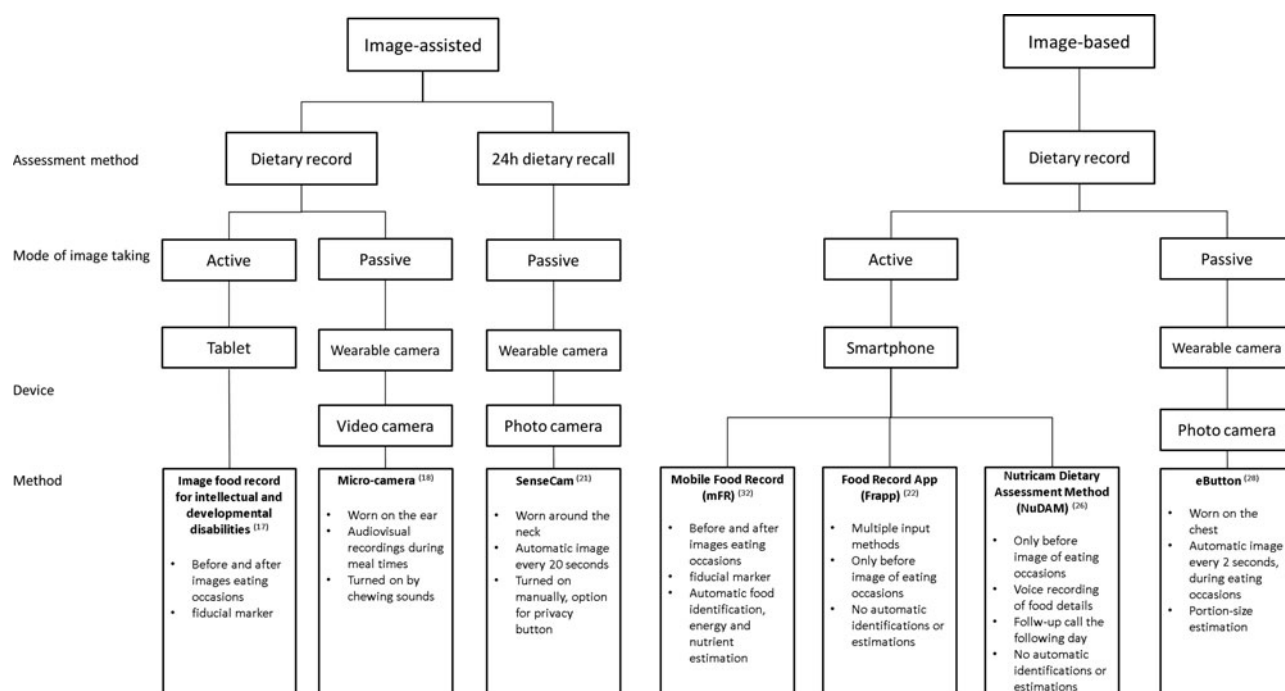 Image-assisted
Image-based
Assessment method
Dietary record
24h dietary recall
Dietary record
Mode of image taking
Active
Passive
Passive
Active
Passive
Tablet
Wearable camera
Wearable camera
Smartphone
Wearable camera
Device
Video camera
Photo camera
Photo camera
Method
Image food record
for intellectual and
developmental
disabilities (17)
• Before and after
images eating
occasions
• fiducial marker
Micro-camera (18)
• Worn on the ear
• Audiovisual
recordings during
meal times
• Turned on by
chewing sounds
SenseCam (21)
• Worn around the
neck
• Automatic image
every 20 seconds
• Turned on
manually, option
for privacy
button
Mobile Food Record
(mFR) (32)
• Before and after
images eating
occasions
• fiducial marker
• Automatic food
identification,
energy and
nutrient
estimation
Food Record App
(Frapp) (22)
• Multiple input
methods
• Only before
image of eating
occasions
• No automatic
identifications or
estimations
Nutricam Dietary
Assessment Method
(NuDAM) (26)
• Only before
image of eating
occasions
• Voice recording
of food details
• Follw-up call the
following day
• No automatic
identifications or
estimations
eButton (28)
• Worn on the
chest
• Automatic image
every 2 seconds,
during eating
occasions
• Portion-size
estimation